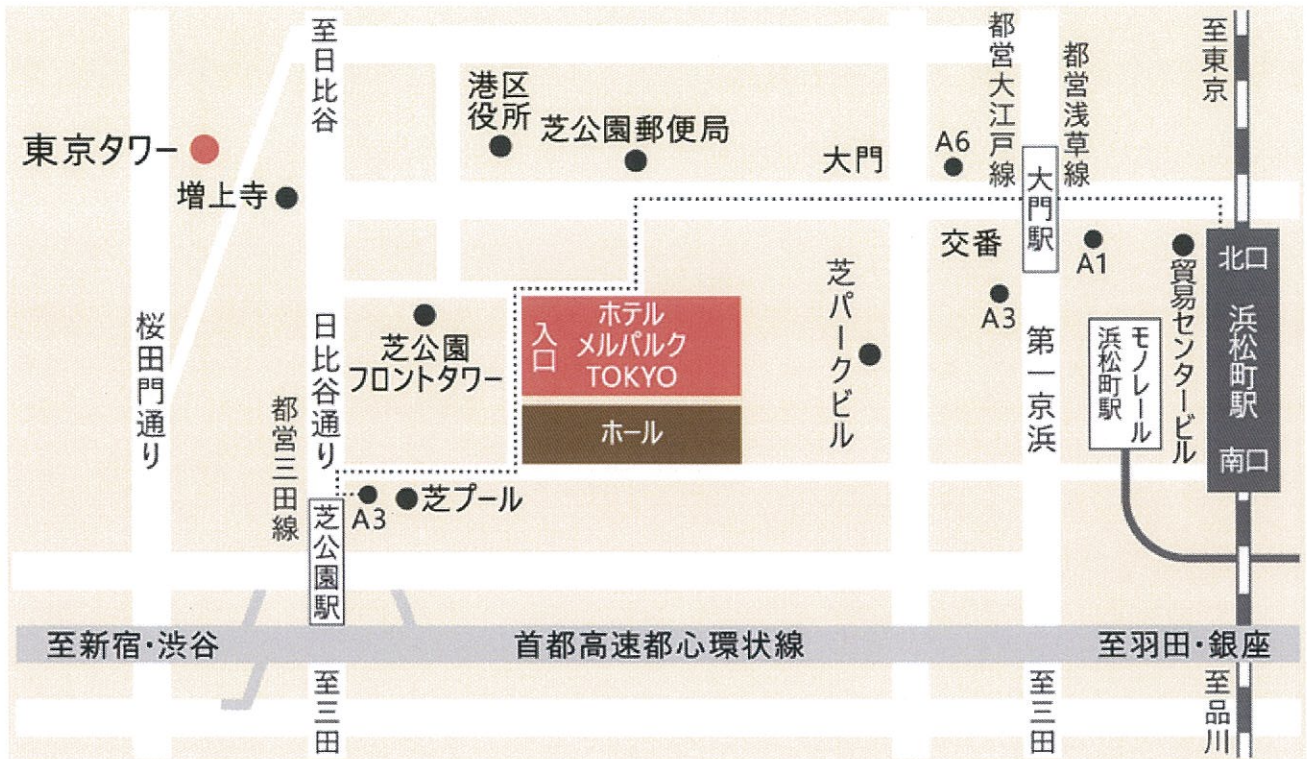 至日比谷
都営大江戸線
都営浅草線
至東京
港区
役所
芝公園郵便局
大門
A6
東京タワー
増上寺
大門駅
交番
A1
A3
貿易センタービル
北口
浜松町駅
南口
モノレール
浜松町駅
第一京浜
芝パークビル
入口
ホテル
メルパルク
TOKYO
ホール
芝公園
フロントタワー
桜田門通り
日比谷通り
都営三田線
芝公園駅
A3
芝プール
至新宿・渋谷
首都高速都心環状線
至羽田・銀座
至三田
至三田
至品川